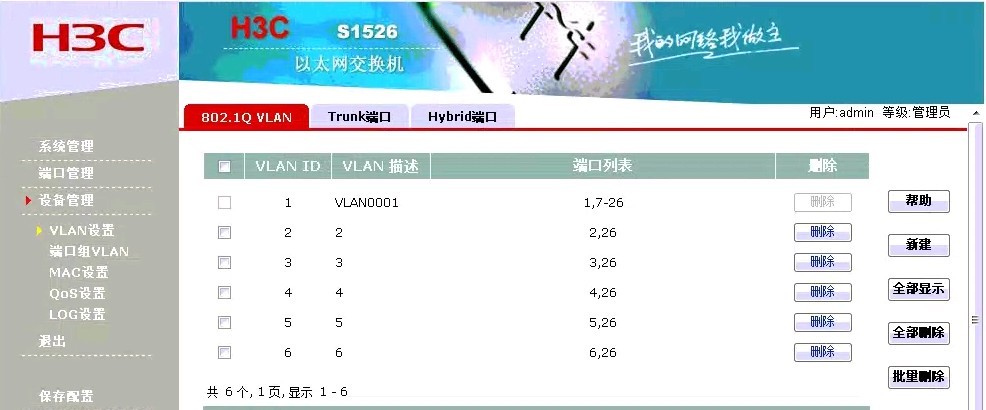 H3C
H3C S1526
以太网交换机
我的网络我做主
802.1Q VLAN Trunk端口 Hybrid端口
用户:admin 等级:管理员
系统管理
端口管理
设备管理
VLAN设置
端口组VLAN
MAC设置
QoS设置
LOG设置
退出
保存配置
VLAN ID VLAN 描述 端口列表 删除
1 VLAN0001 1,7-26 删除
2 2 2,26 删除
3 3 3,26 删除
4 4 4,26 删除
5 5 5,26 删除
6 6 6,26 删除
共 6 个, 1 页, 显示 1 - 6
帮助
新建
全部显示
全部删除
批量删除